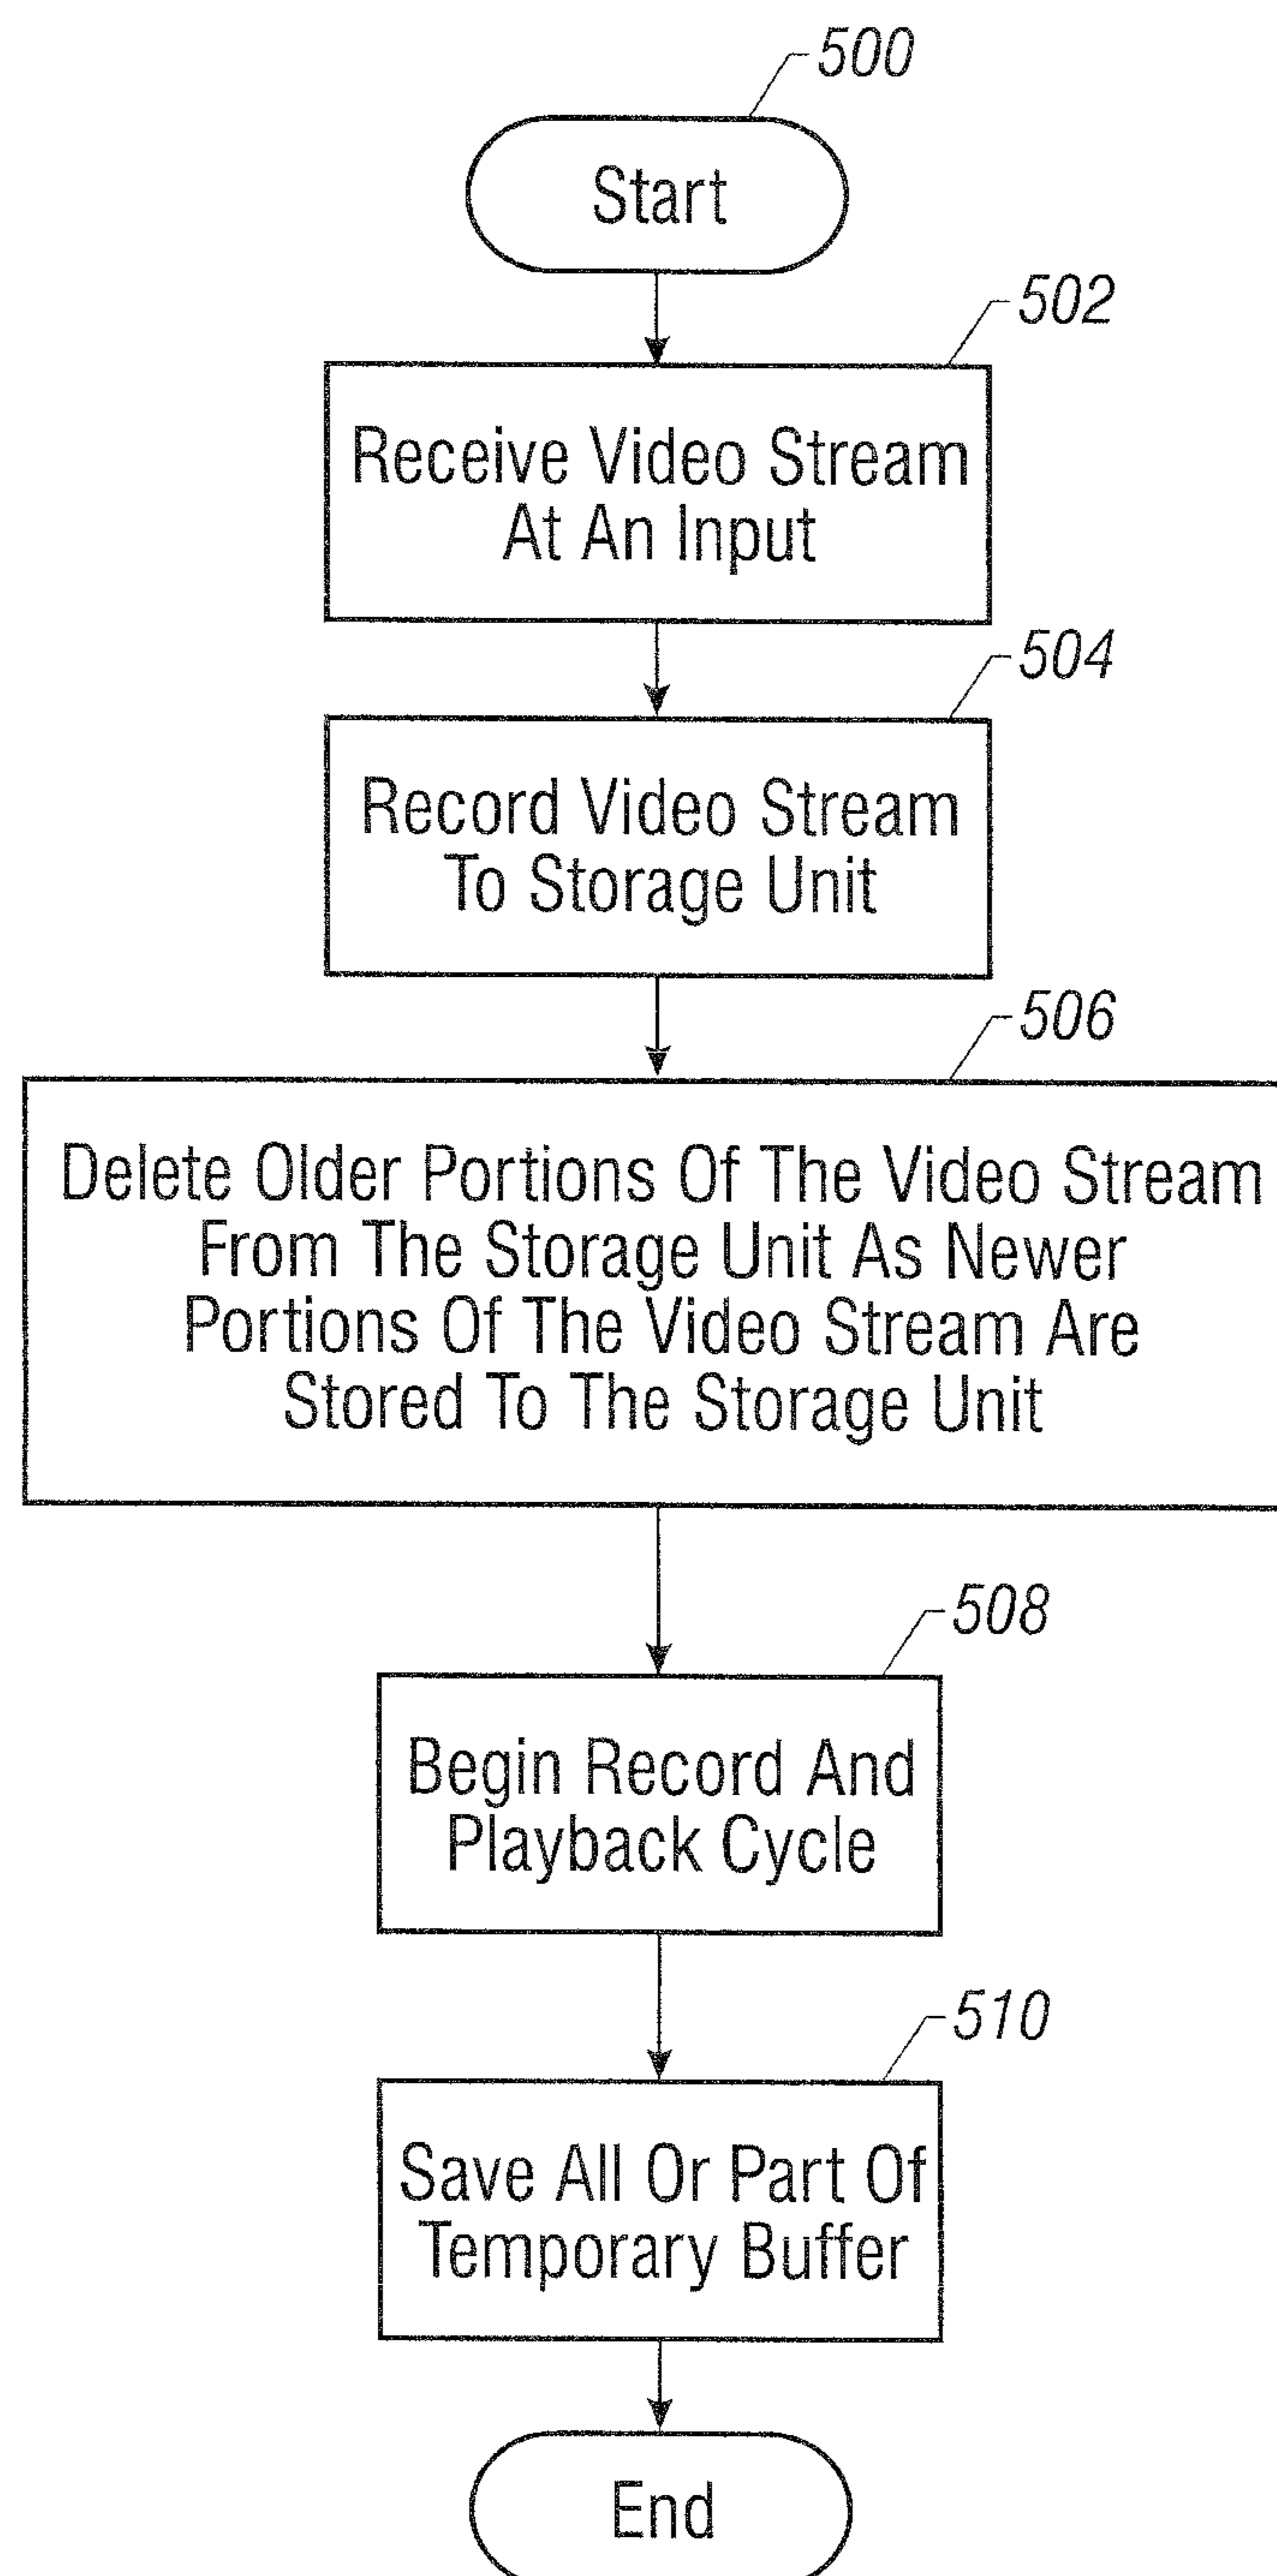 500
Start
502
Receive Video Stream
At An Input
504
Record Video Stream
To Storage Unit
506
Delete Older Portions Of The Video Stream
From The Storage Unit As Newer
Portions Of The Video Stream Are
Stored To The Storage Unit
508
Begin Record And
Playback Cycle
510
Save All Or Part Of
Temporary Buffer
End